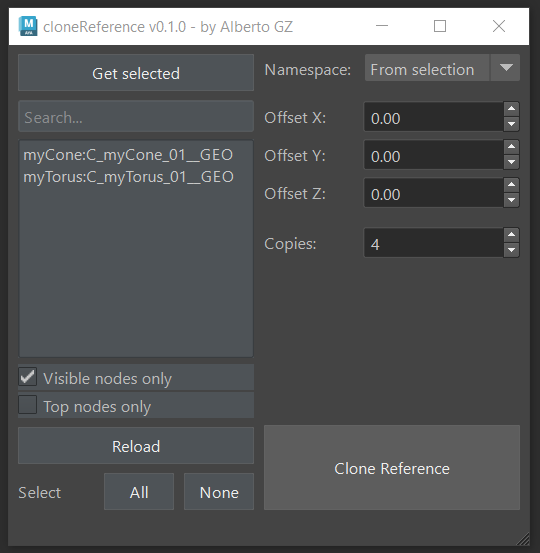 cloneReference v0.1.0 - by Alberto GZ
Get selected
Search...
myCone:C_myCone_01__GEO
myTorus:C_myTorus_01__GEO
Visible nodes only
Top nodes only
Reload
Select
All
None
Namespace:
From selection
Offset X:
0.00
Offset Y:
0.00
Offset Z:
0.00
Copies:
4
Clone Reference